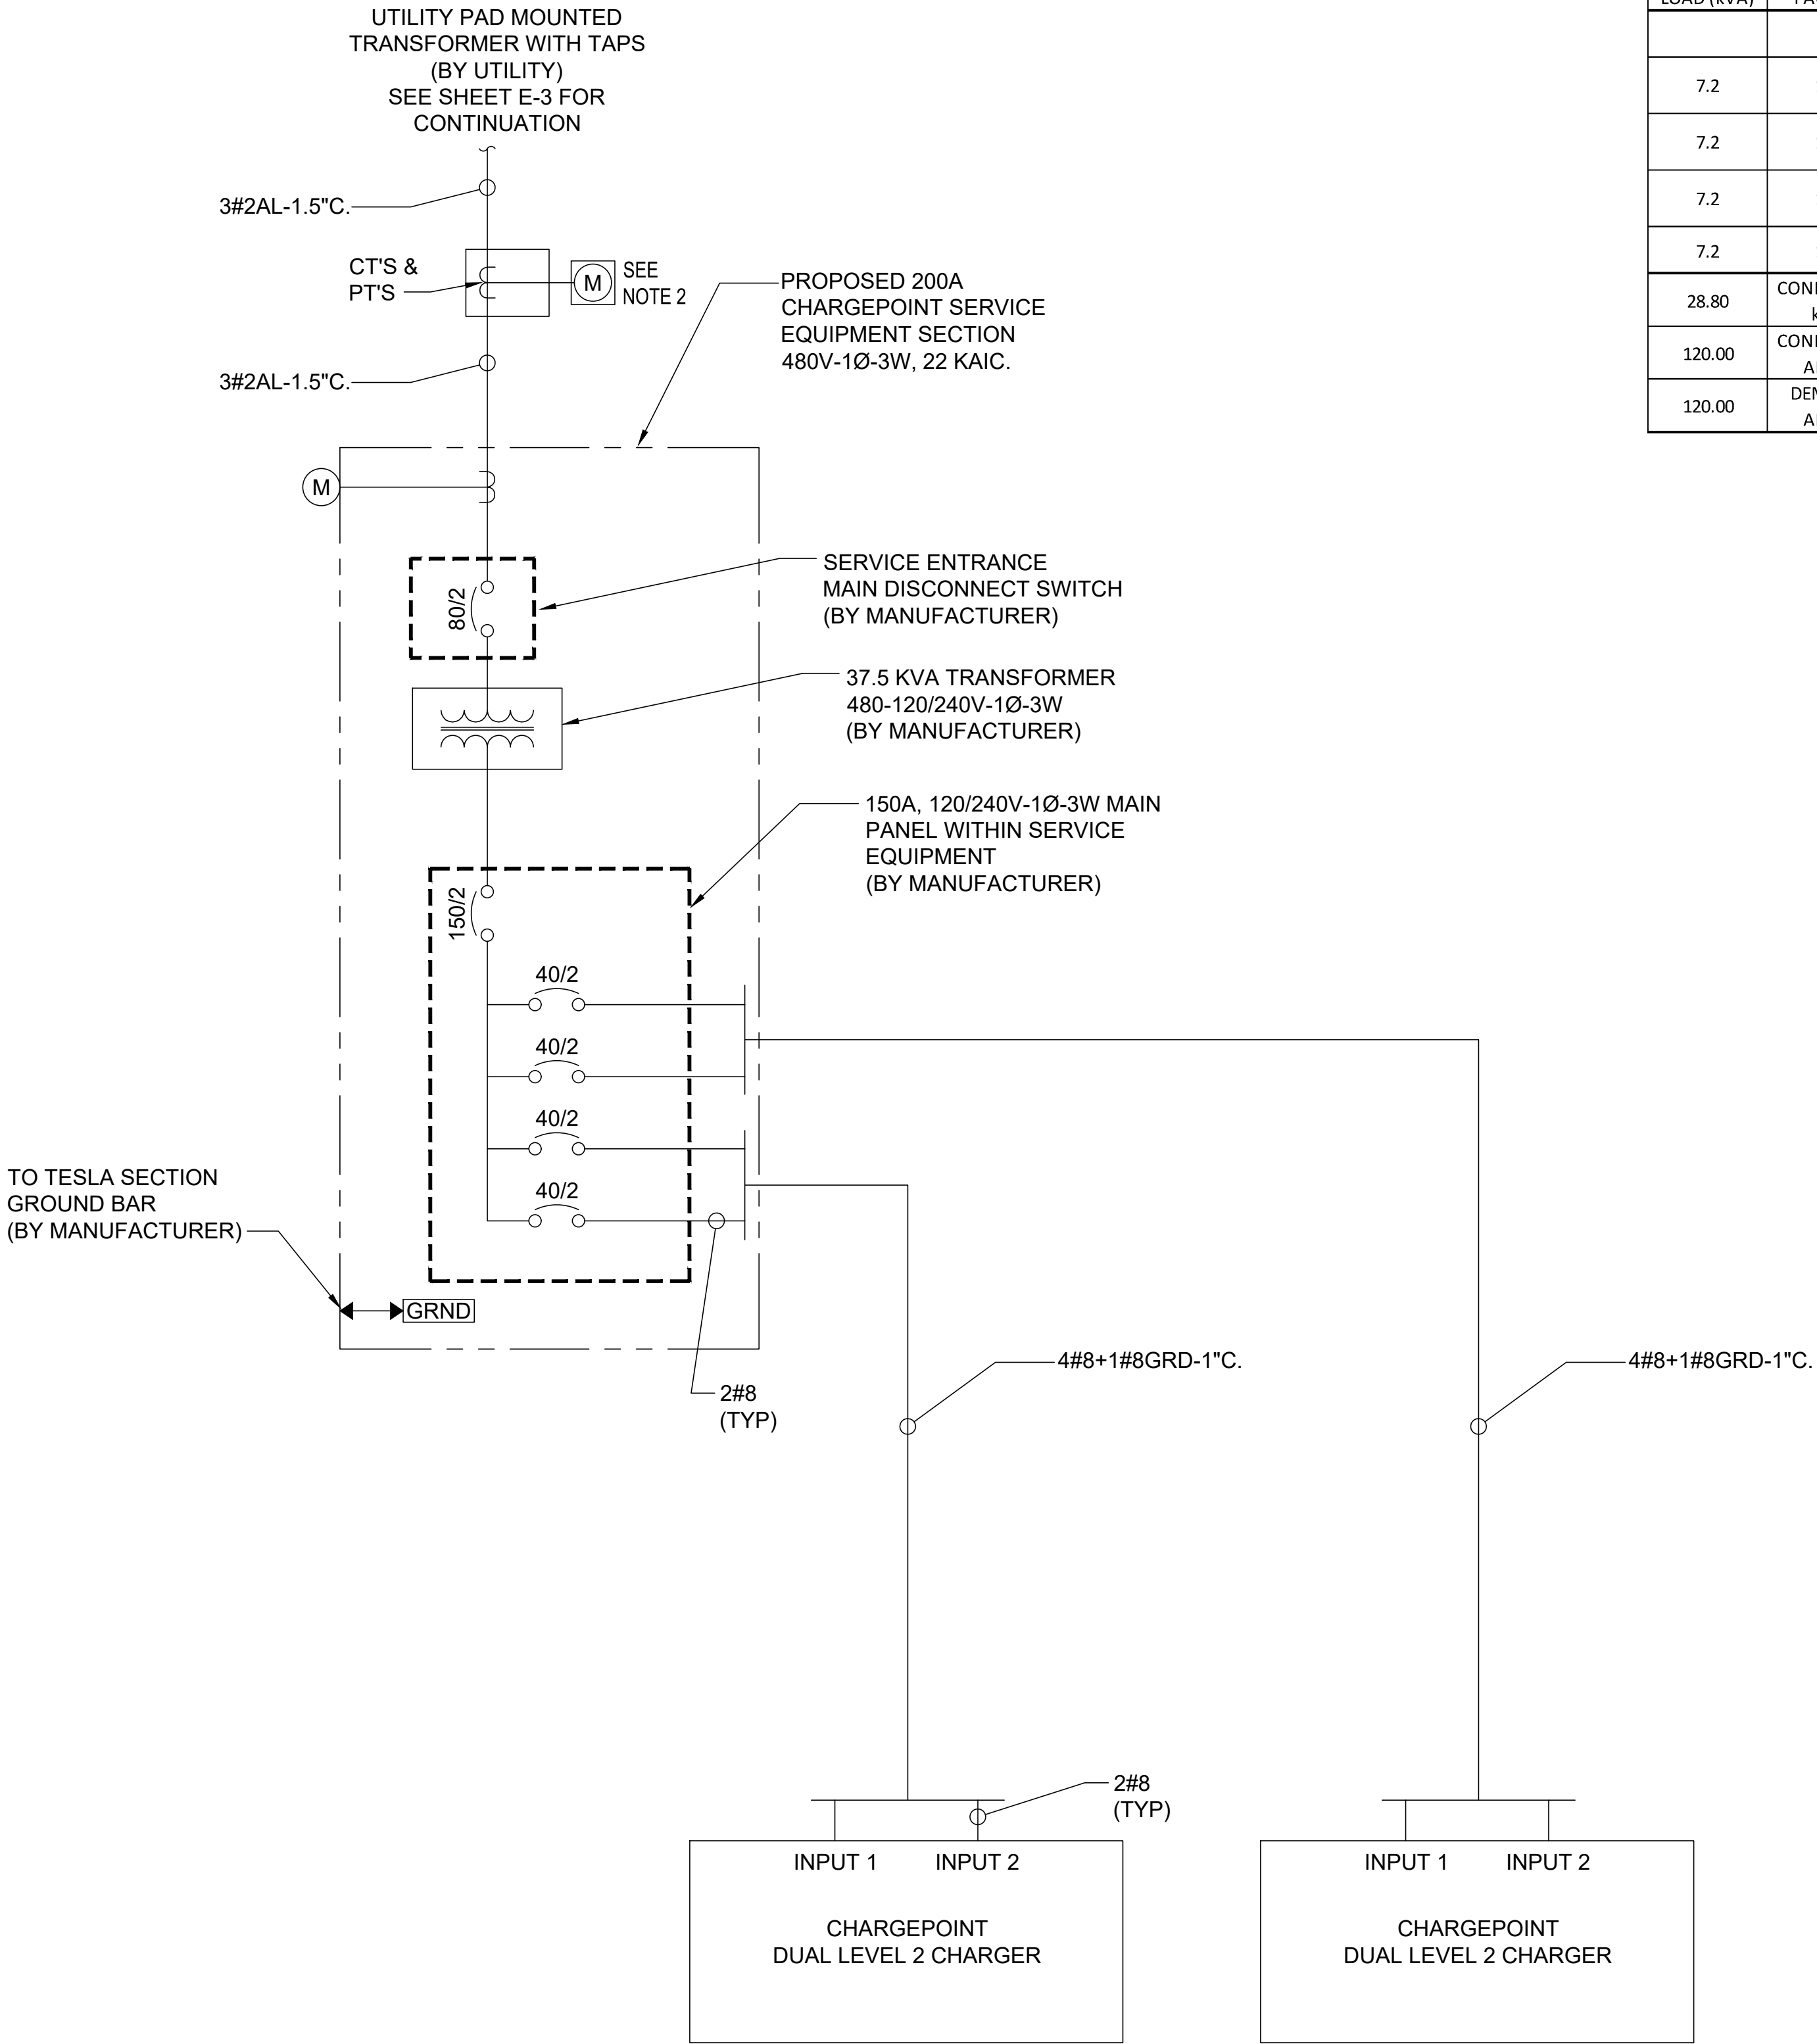 UTILITY PAD MOUNTED
TRANSFORMER WITH TAPS
(BY UTILITY)
SEE SHEET E-3 FOR
CONTINUATION
3#2AL-1.5"C.
CT'S &
PT'S
M
SEE
NOTE 2
3#2AL-1.5"C.
PROPOSED 200A
CHARGEPOINT SERVICE
EQUIPMENT SECTION
480V-1Ø-3W, 22 KAIC.
M
80/2
SERVICE ENTRANCE
MAIN DISCONNECT SWITCH
(BY MANUFACTURER)
37.5 KVA TRANSFORMER
480-120/240V-1Ø-3W
(BY MANUFACTURER)
150A, 120/240V-1Ø-3W MAIN
PANEL WITHIN SERVICE
EQUIPMENT
(BY MANUFACTURER)
150/2
40/2
40/2
40/2
40/2
TO TESLA SECTION
GROUND BAR
(BY MANUFACTURER)
GRND
2#8
(TYP)
4#8+1#8GRD-1"C.
4#8+1#8GRD-1"C.
2#8
(TYP)
INPUT 1 INPUT 2
CHARGEPOINT
DUAL LEVEL 2 CHARGER
INPUT 1 INPUT 2
CHARGEPOINT
DUAL LEVEL 2 CHARGER
LOAD (KVA)
7.2
7.2
7.2
7.2
28.80
120.00
120.00